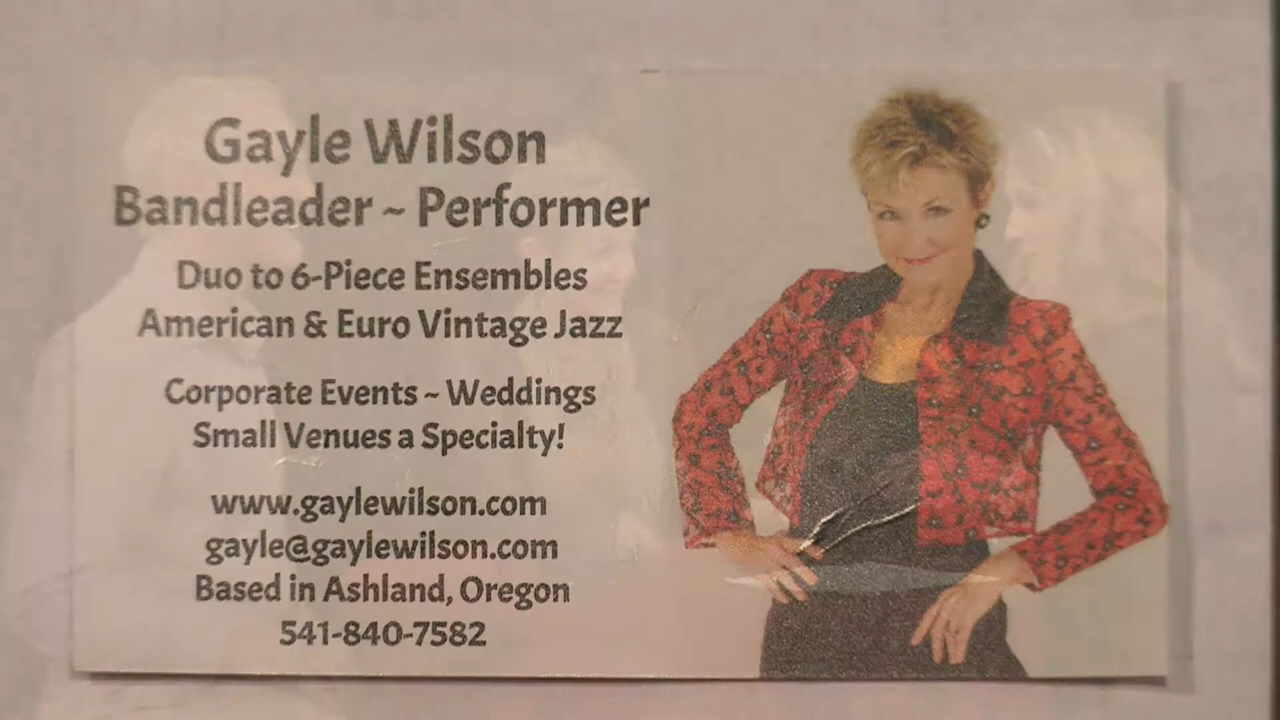 Gayle Wilson
Bandleader ~ Performer
Duo to 6-Piece Ensembles
American & Euro Vintage Jazz
Corporate Events ~ Weddings
Small Venues a Specialty!
www.gaylewilson.com
gayle@gaylewilson.com
Based in Ashland, Oregon
541-840-7582